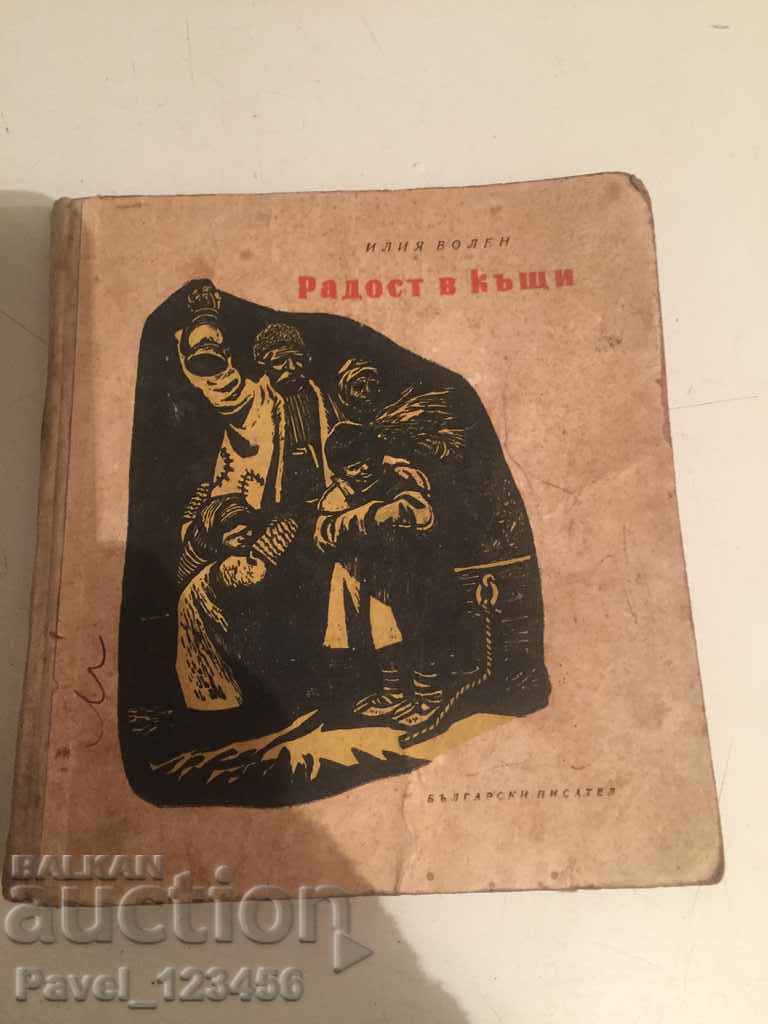 ИЛИЯ ВОЛЕН
Радост в къщи
БЪЛГАРСКИ ПИСАТЕЛ
BALKAN
auction
Pavel_123456